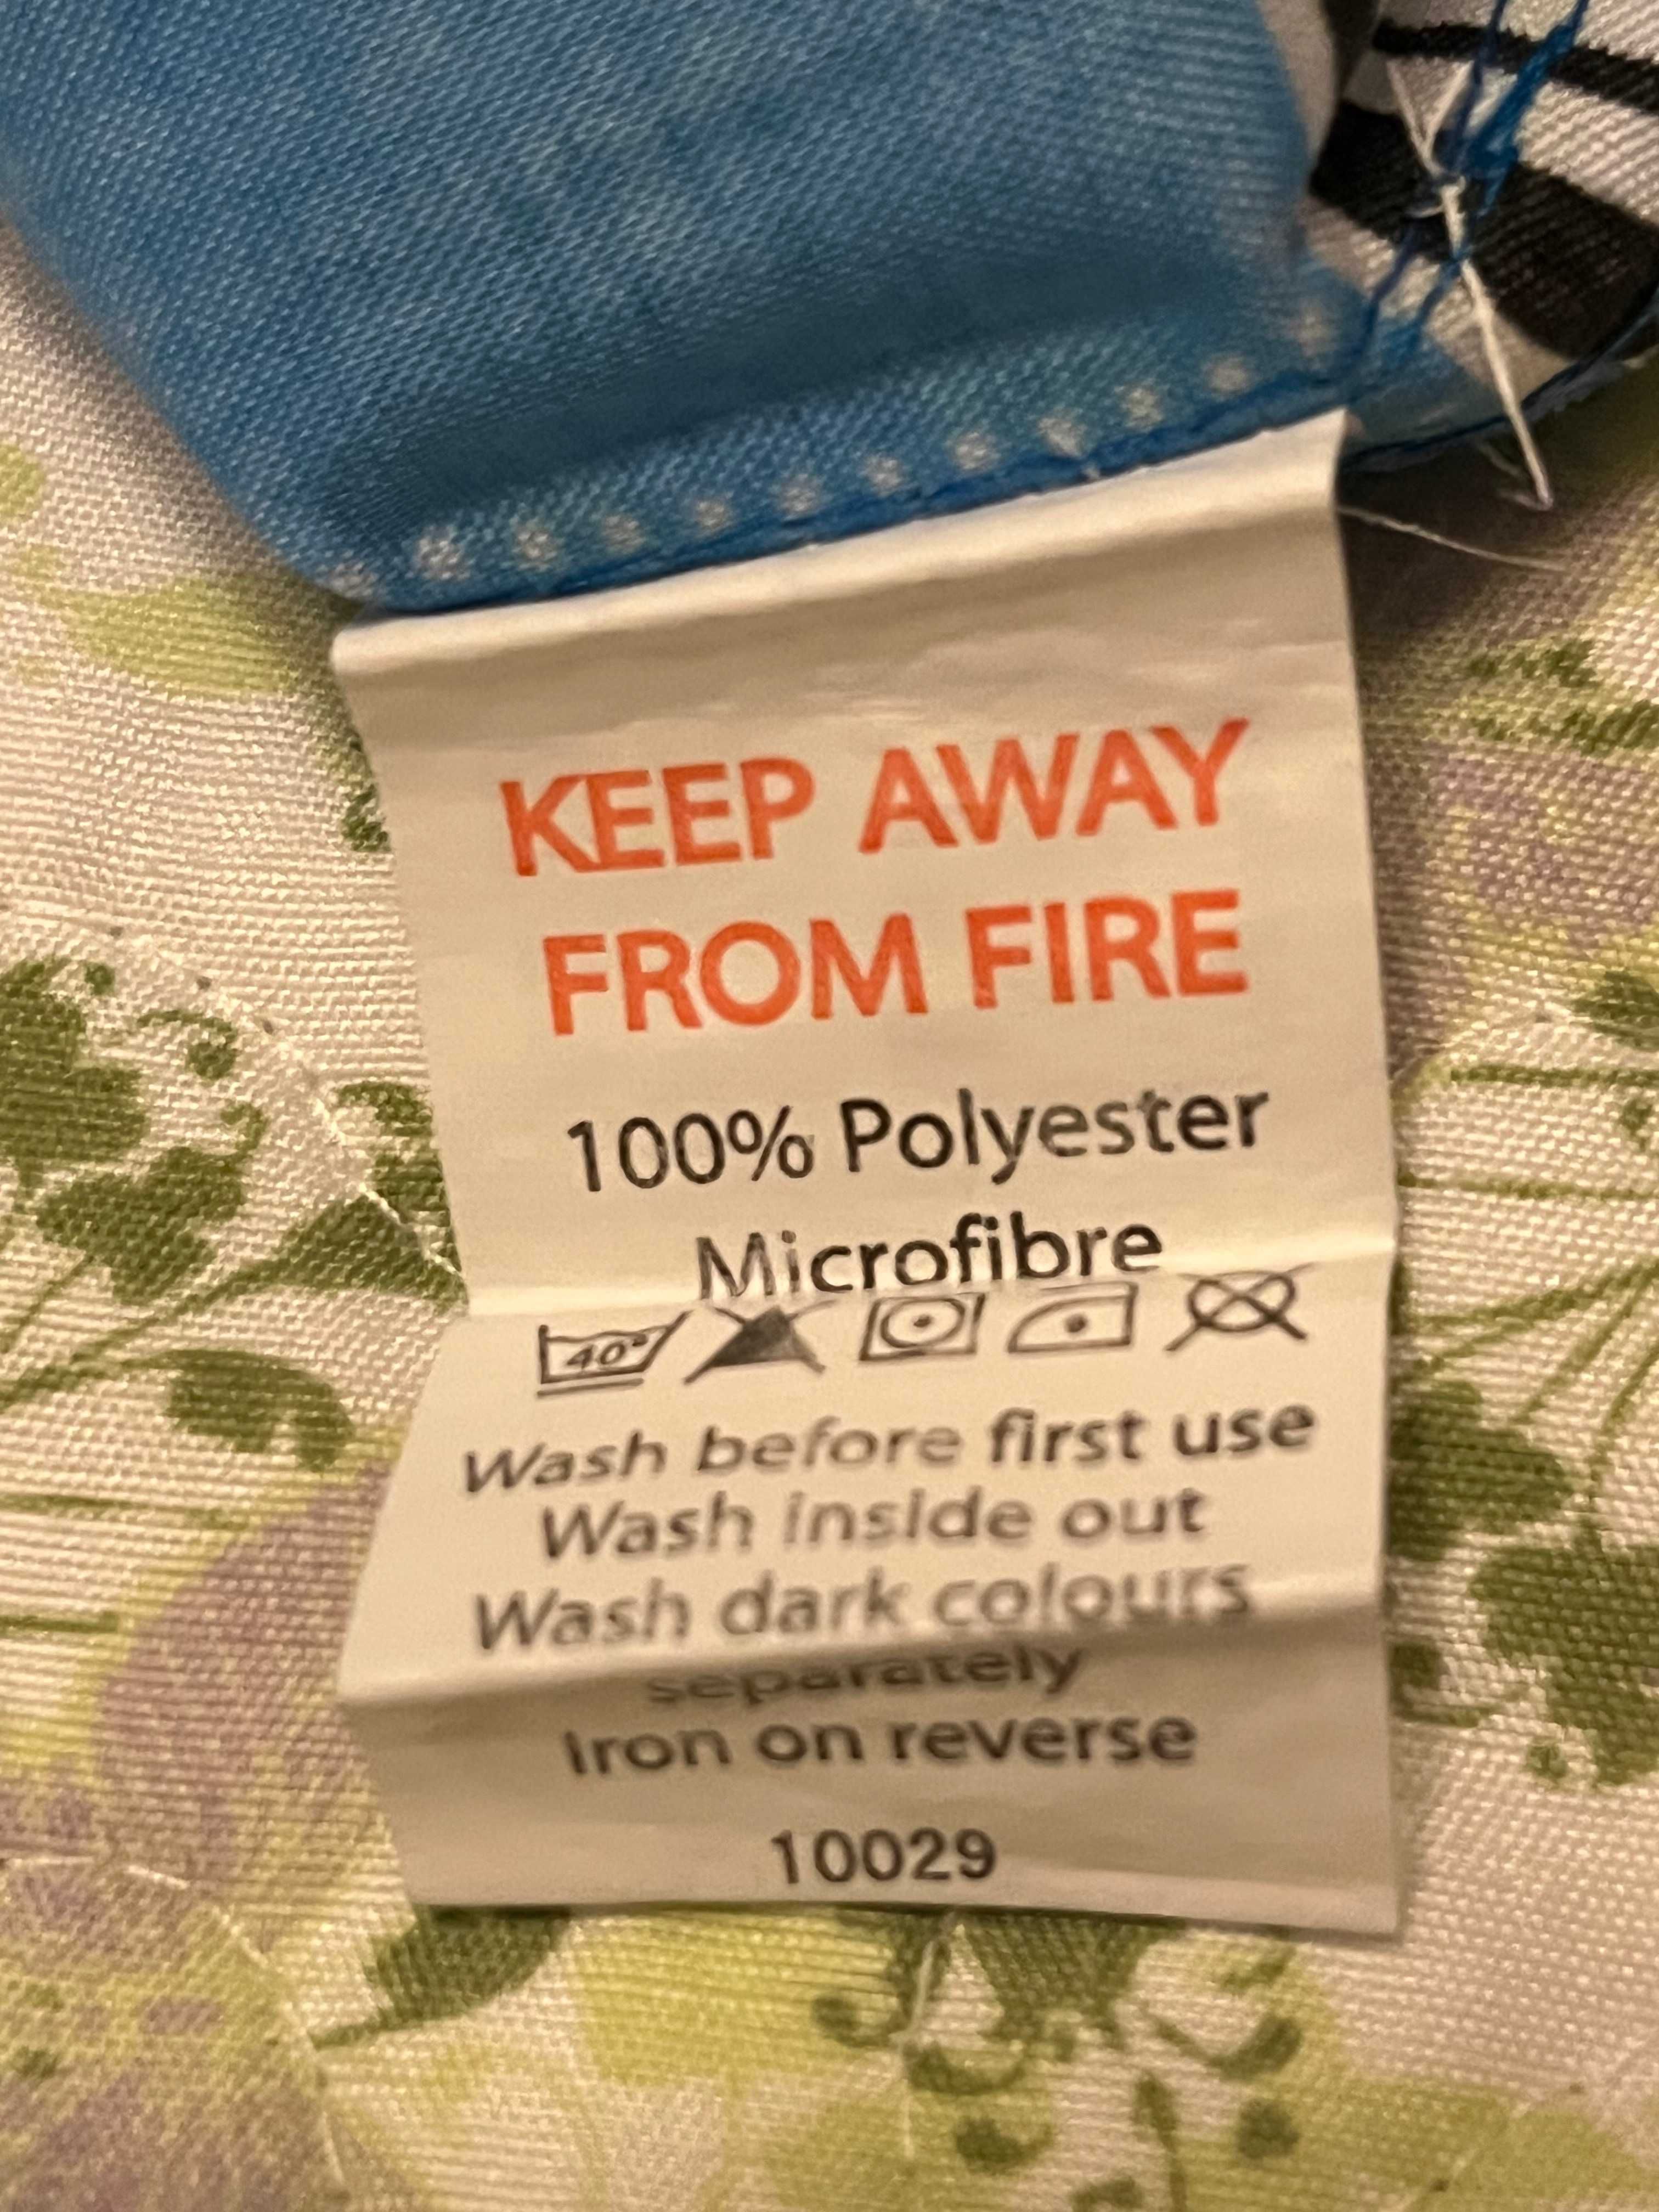 KEEP AWAY
FROM FIRE
100% Polyester
Microfibre
40°
Wash before first use
Wash inside out
Wash dark colours
separately
Iron on reverse
10029